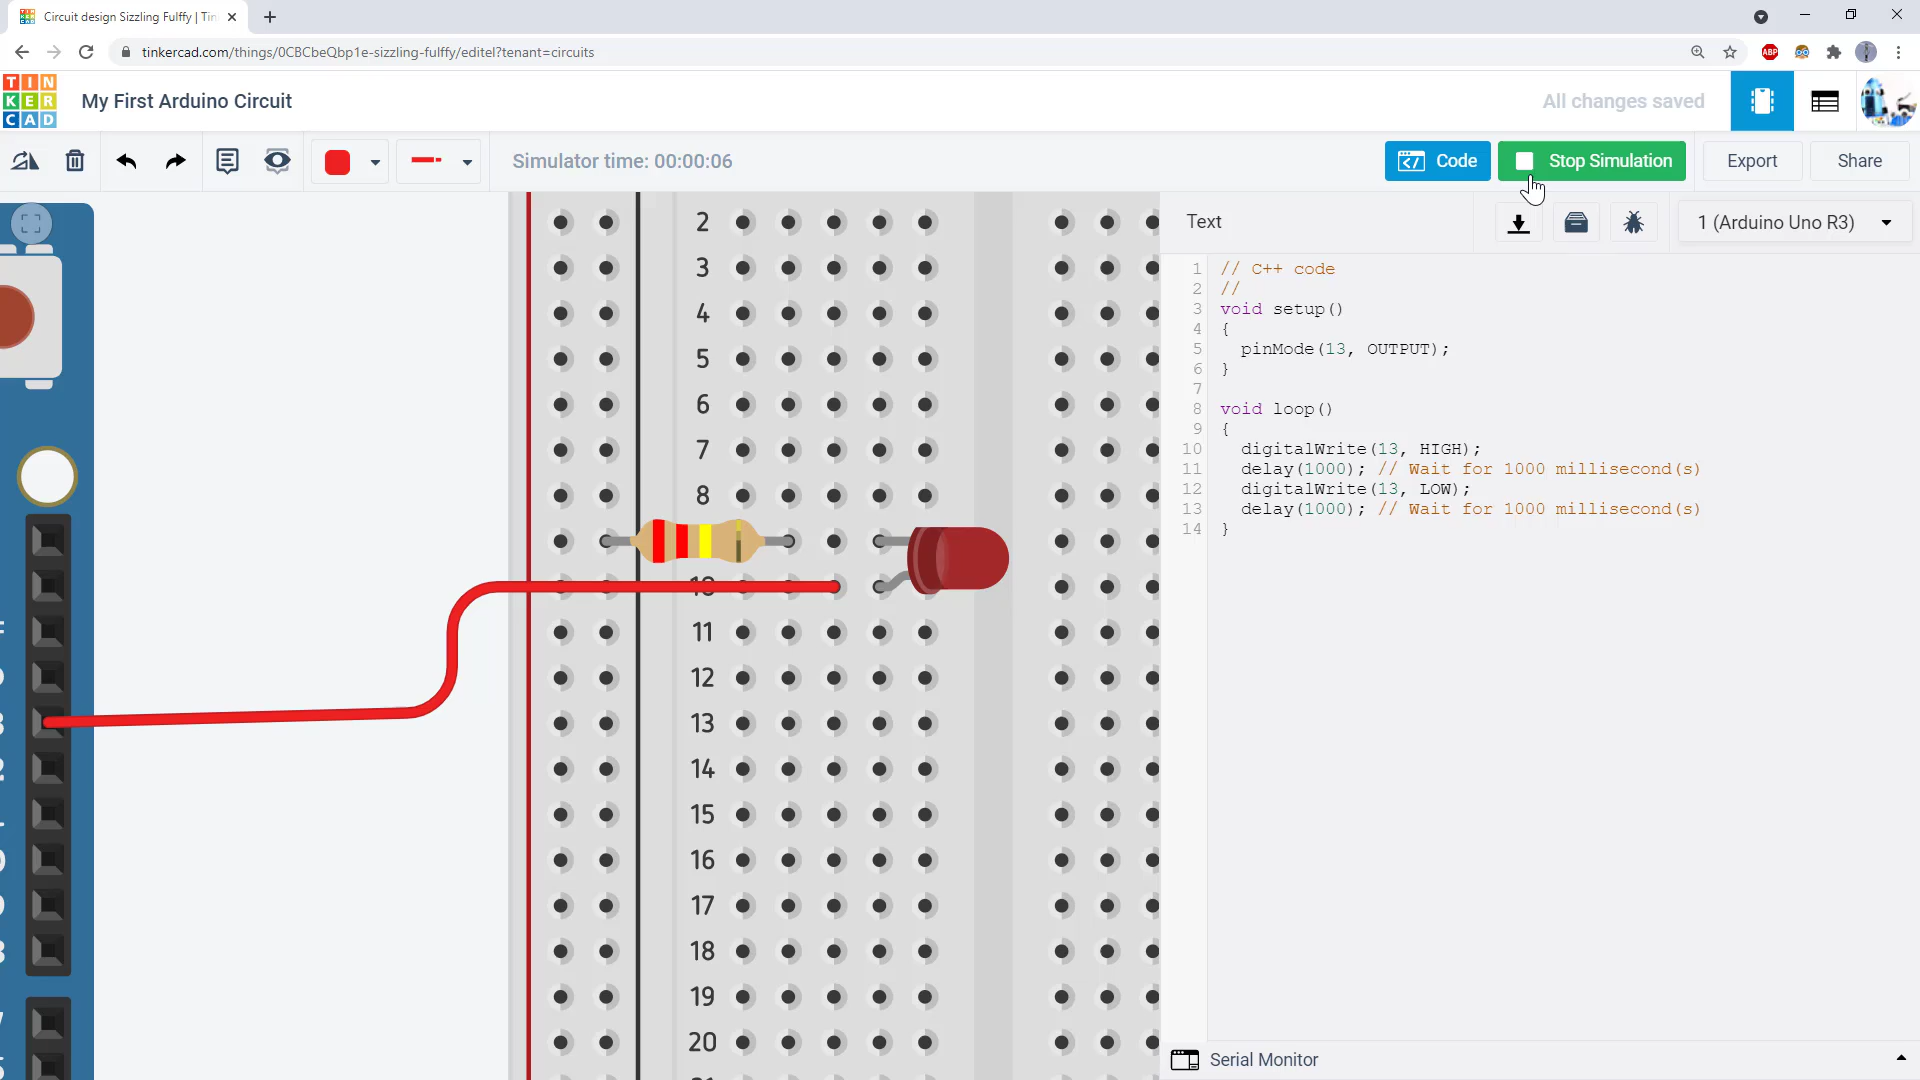 Circuit design Sizzling Fulffy | Tin
tinkercad.com/things/0CBCbeQbp1e-sizzling-fulffy/editel?tenant=circuits
ABP
TIN
KER
CAD
My First Arduino Circuit
All changes saved
Simulator time: 00:00:06
Code
Stop Simulation
Export
Share
Text
1 (Arduino Uno R3)
1 // C++ code
2 //
3 void setup()
4 {
5 pinMode(13, OUTPUT);
6 }
7
8 void loop()
9 {
10 digitalWrite(13, HIGH);
11 delay(1000); // Wait for 1000 millisecond(s)
12 digitalWrite(13, LOW);
13 delay(1000); // Wait for 1000 millisecond(s)
14 }
2
3
4
5
6
7
8
10
11
12
13
14
15
16
17
18
19
20
Serial Monitor